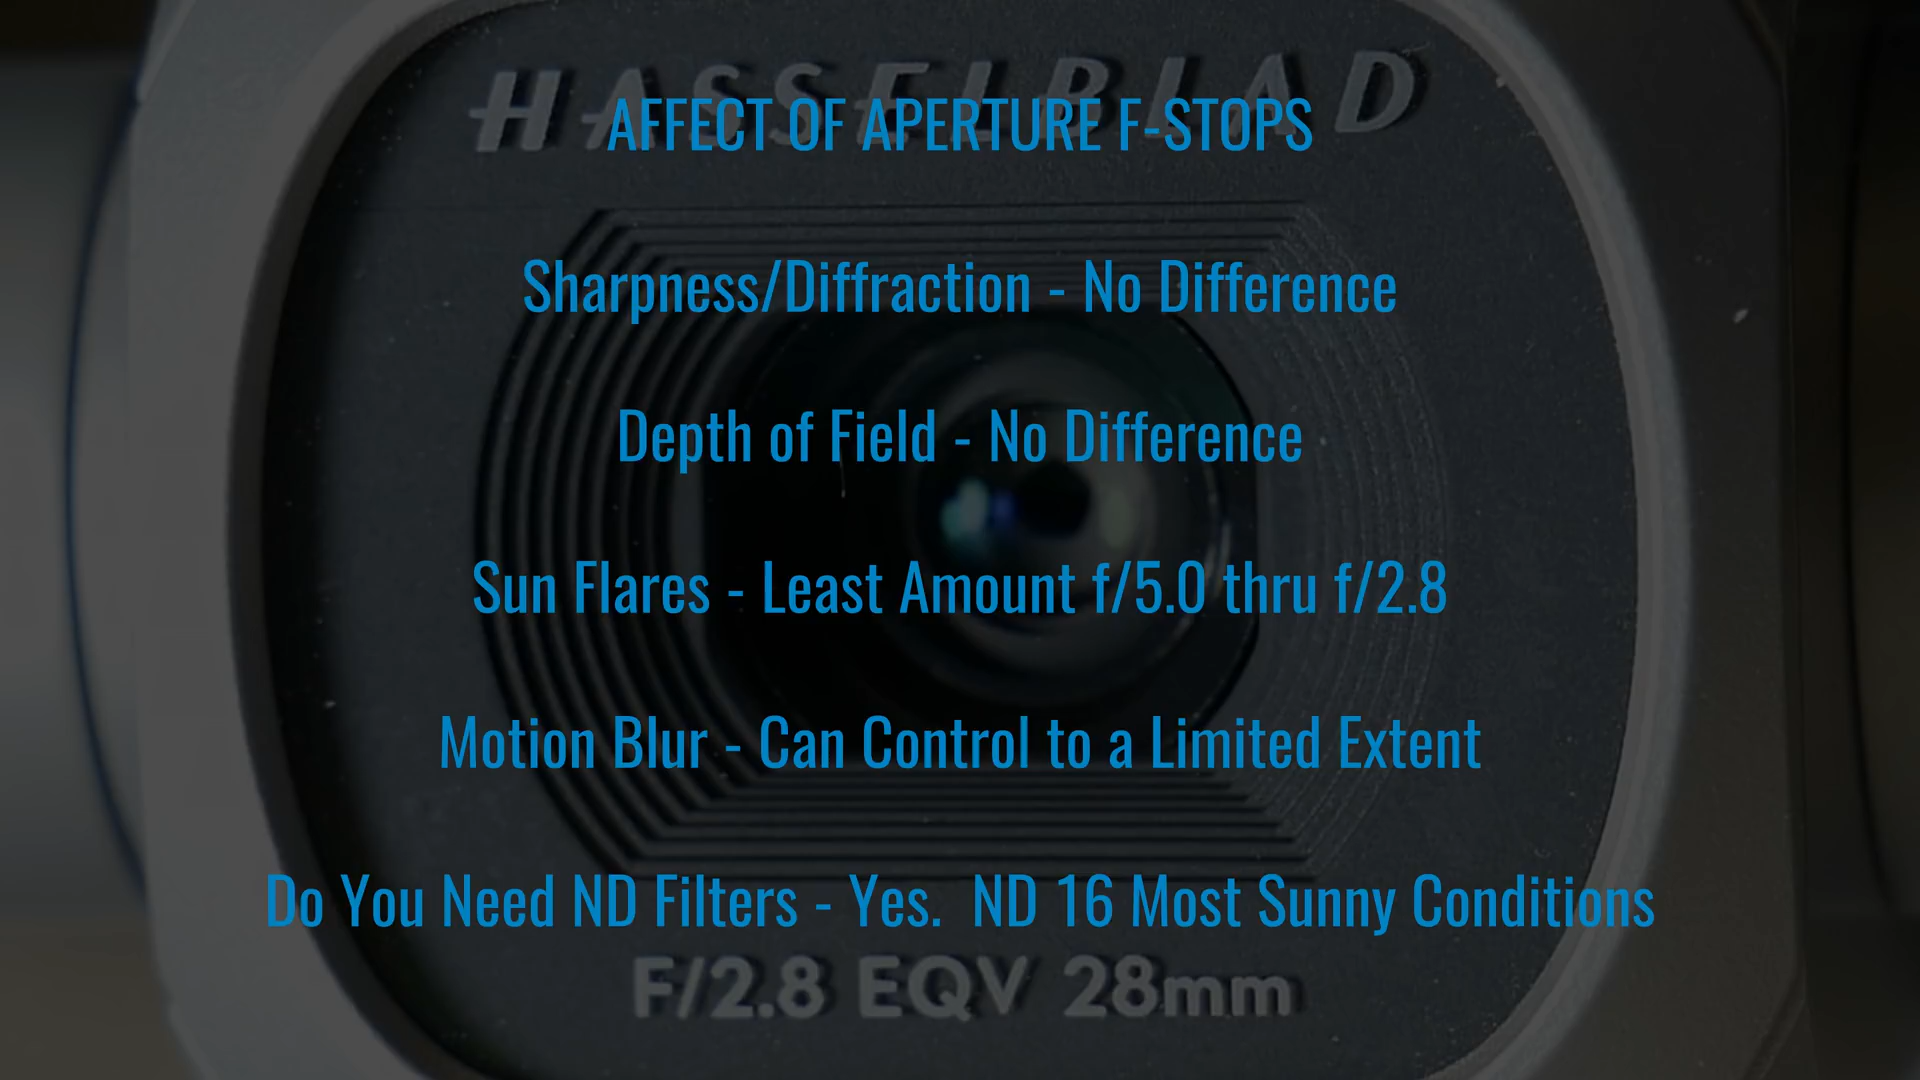 HASSELBLAD
AFFECT OF APERTURE F-STOPS
Sharpness/Diffraction - No Difference
Depth of Field - No Difference
Sun Flares - Least Amount f/5.0 thru f/2.8
Motion Blur - Can Control to a Limited Extent
Do You Need ND Filters - Yes. ND 16 Most Sunny Conditions
F/2.8 EQV 28mm